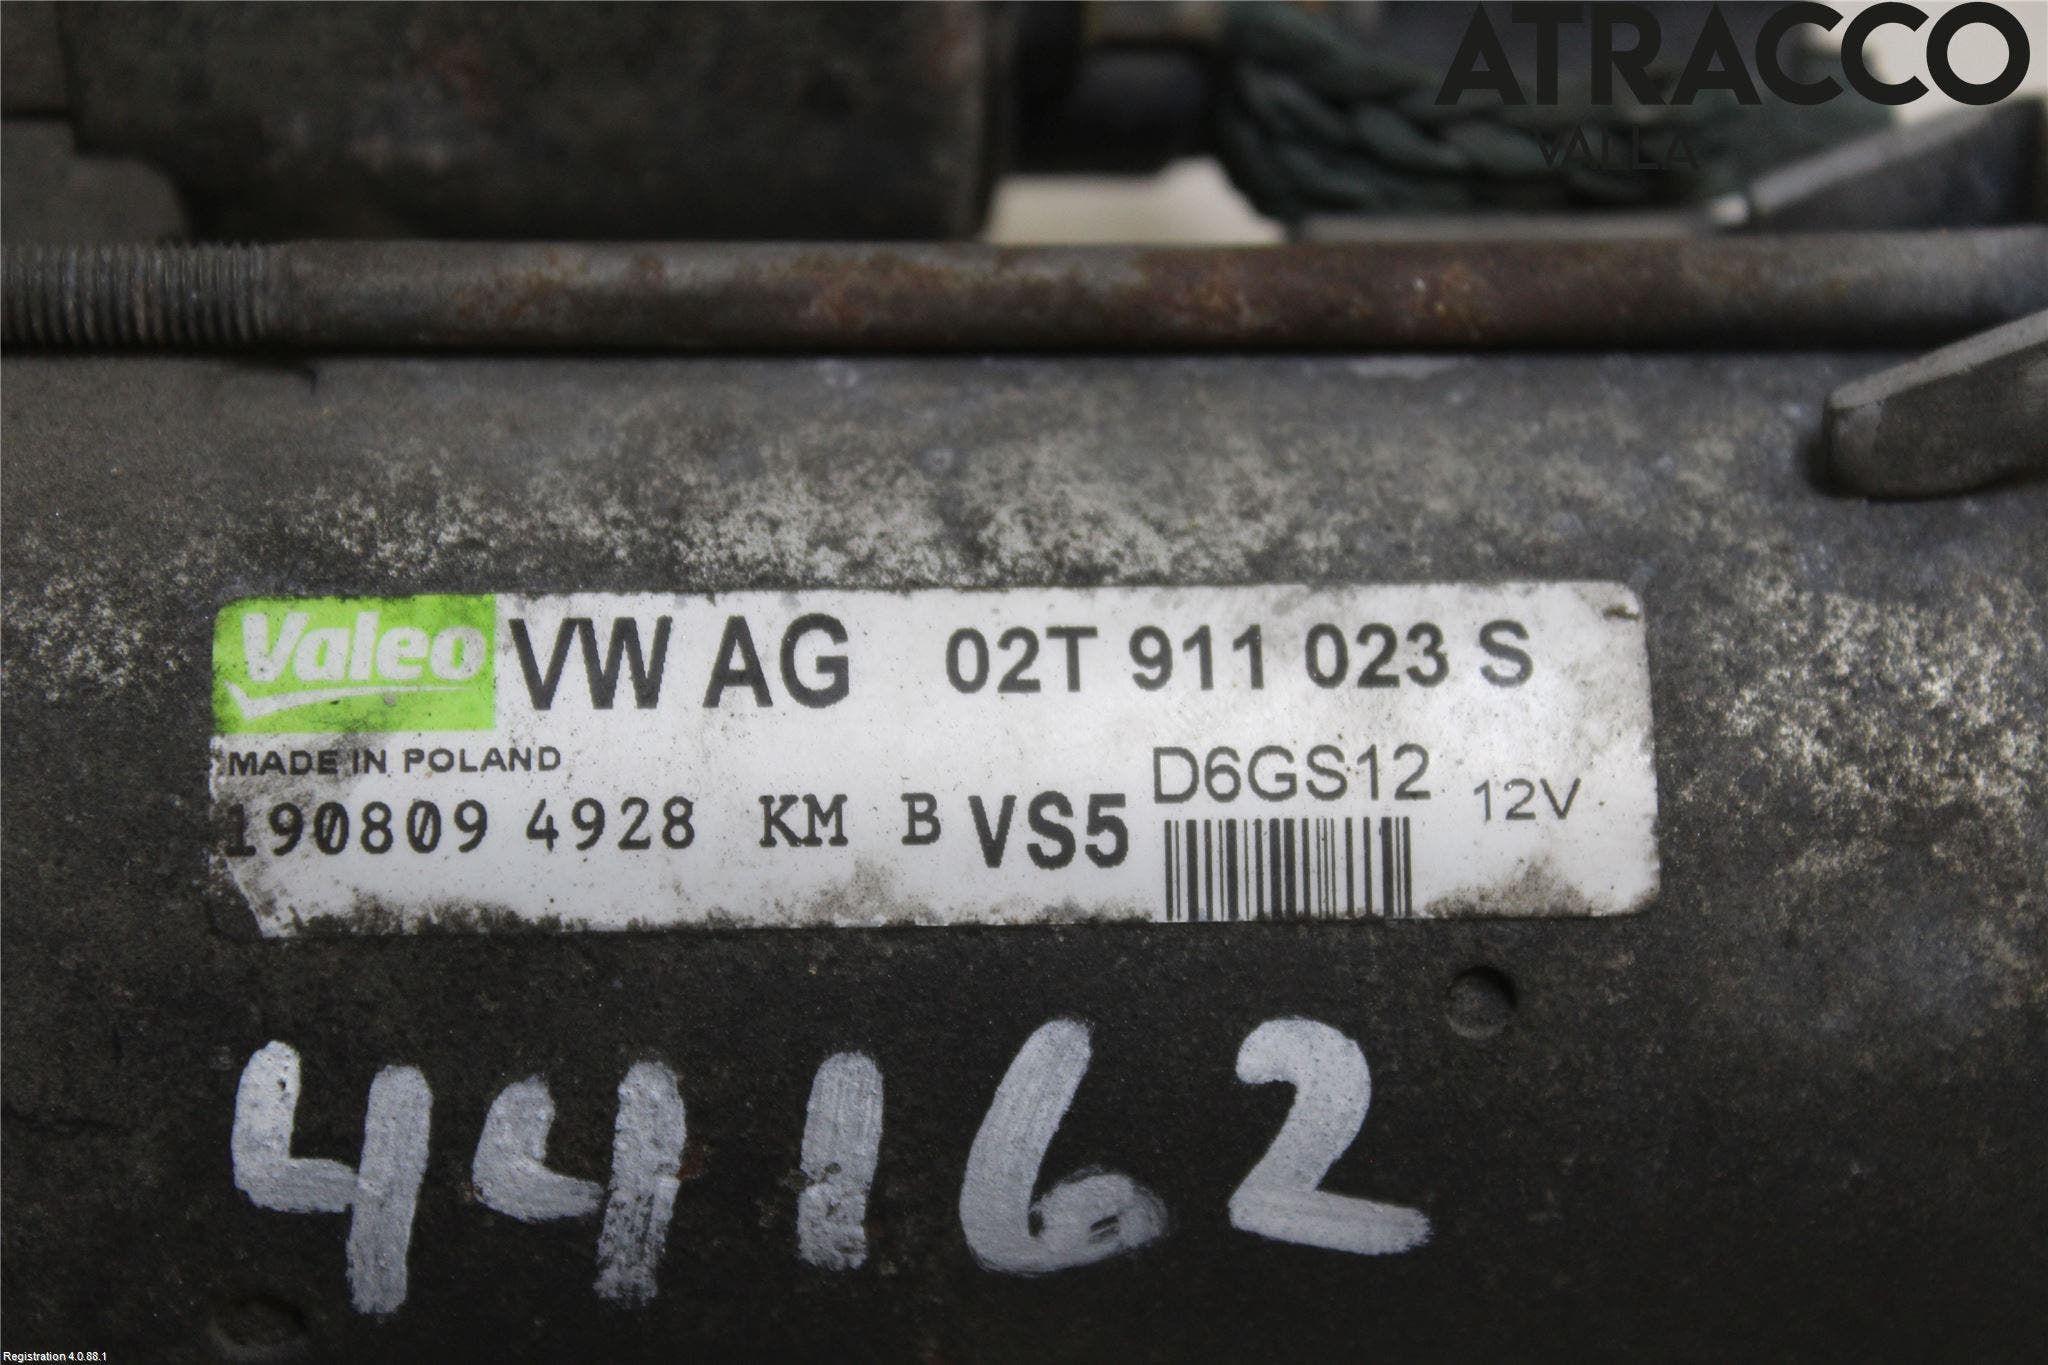 ATRACCO
VALLA
Valeo VW AG 02T 911 023 S
MADE IN POLAND
D6GS12 12V
190809 4928 KM B VS5
44162
Registration 4.0.88.1